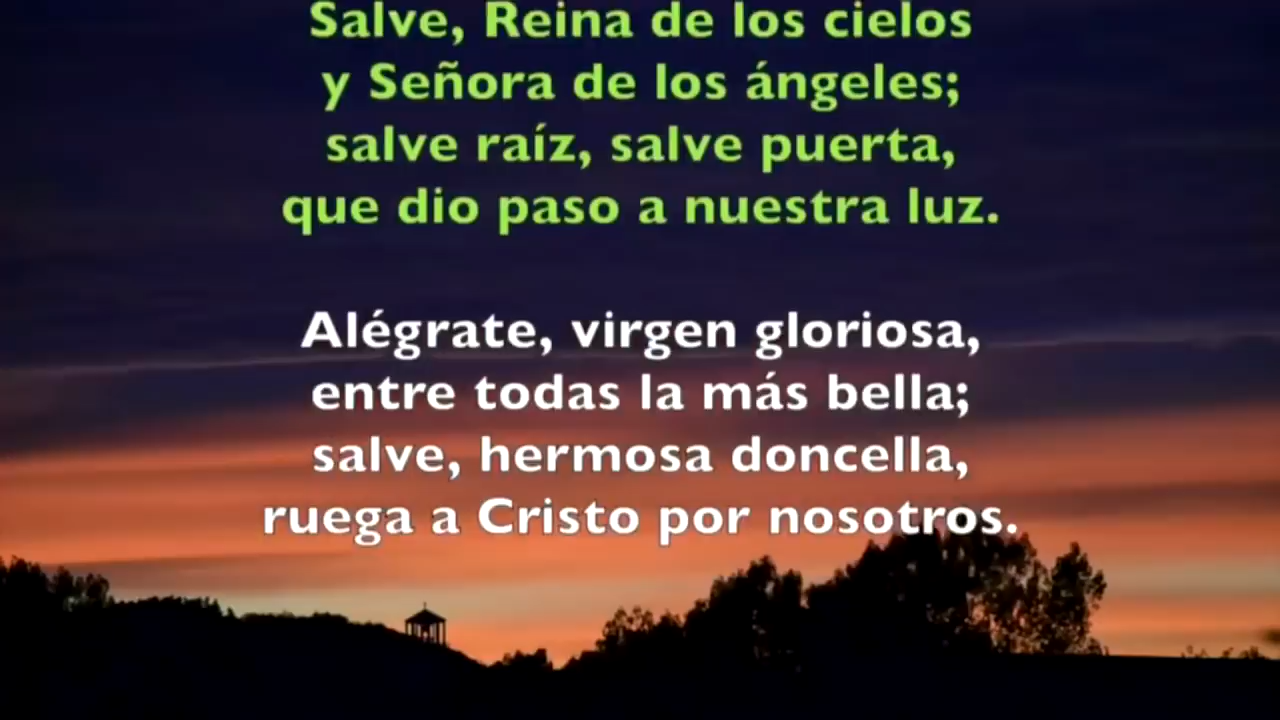 Salve, Reina de los cielos
y Señora de los ángeles;
salve raíz, salve puerta,
que dio paso a nuestra luz.
Alégrate, virgen gloriosa,
entre todas la más bella;
salve, hermosa doncella,
ruega a Cristo por nosotros.